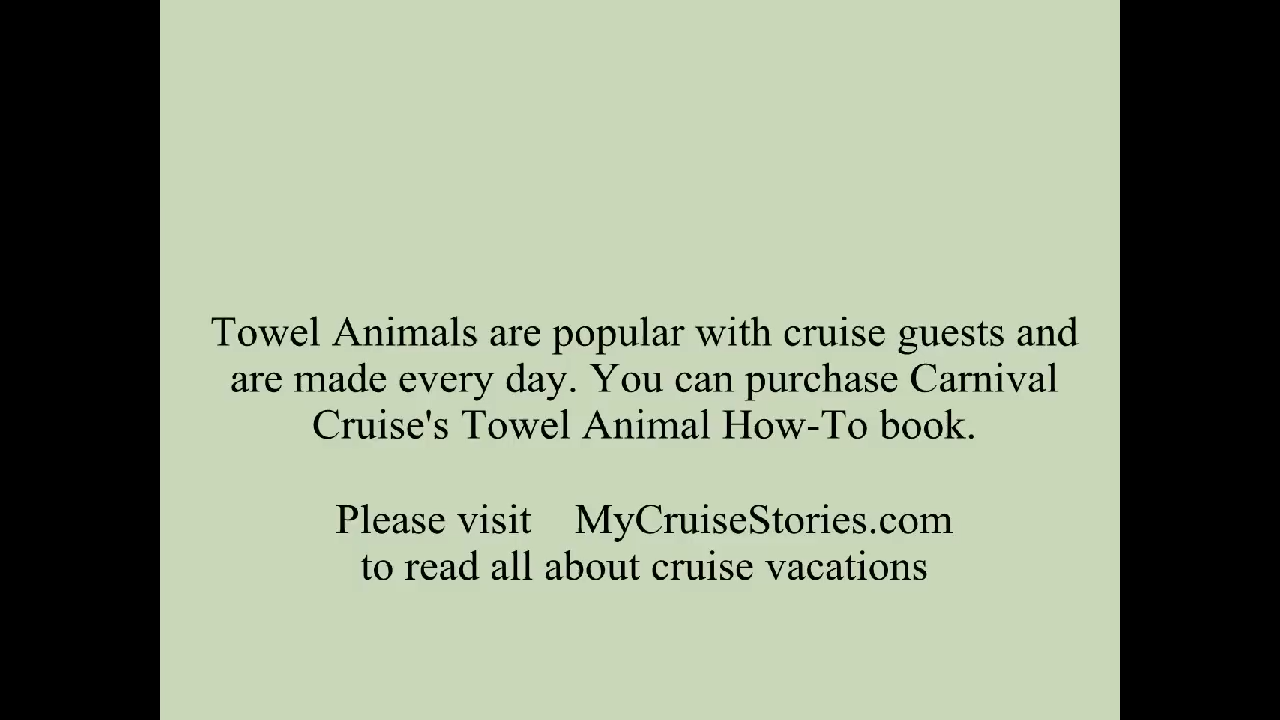 Towel Animals are popular with cruise guests and
are made every day. You can purchase Carnival
Cruise's Towel Animal How-To book.
Please visit    MyCruiseStories.com
to read all about cruise vacations